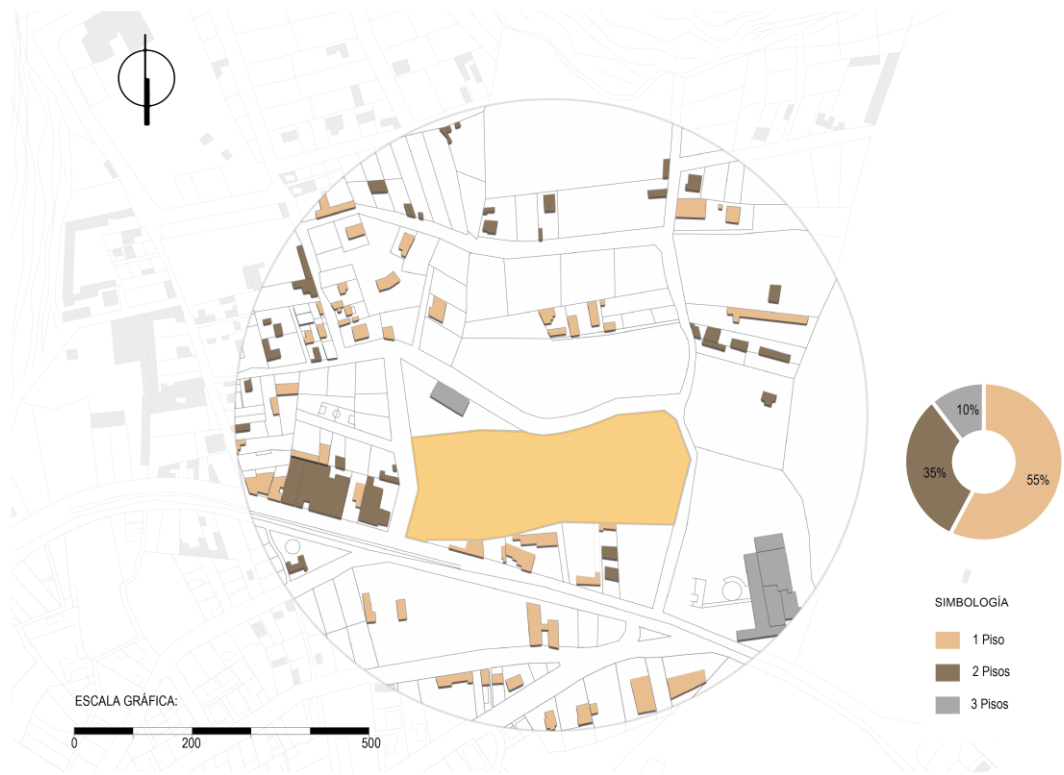 10%
35%
55%
SIMBOLOGÍA
1 Piso
2 Pisos
3 Pisos
ESCALA GRÁFICA:
0 200 500